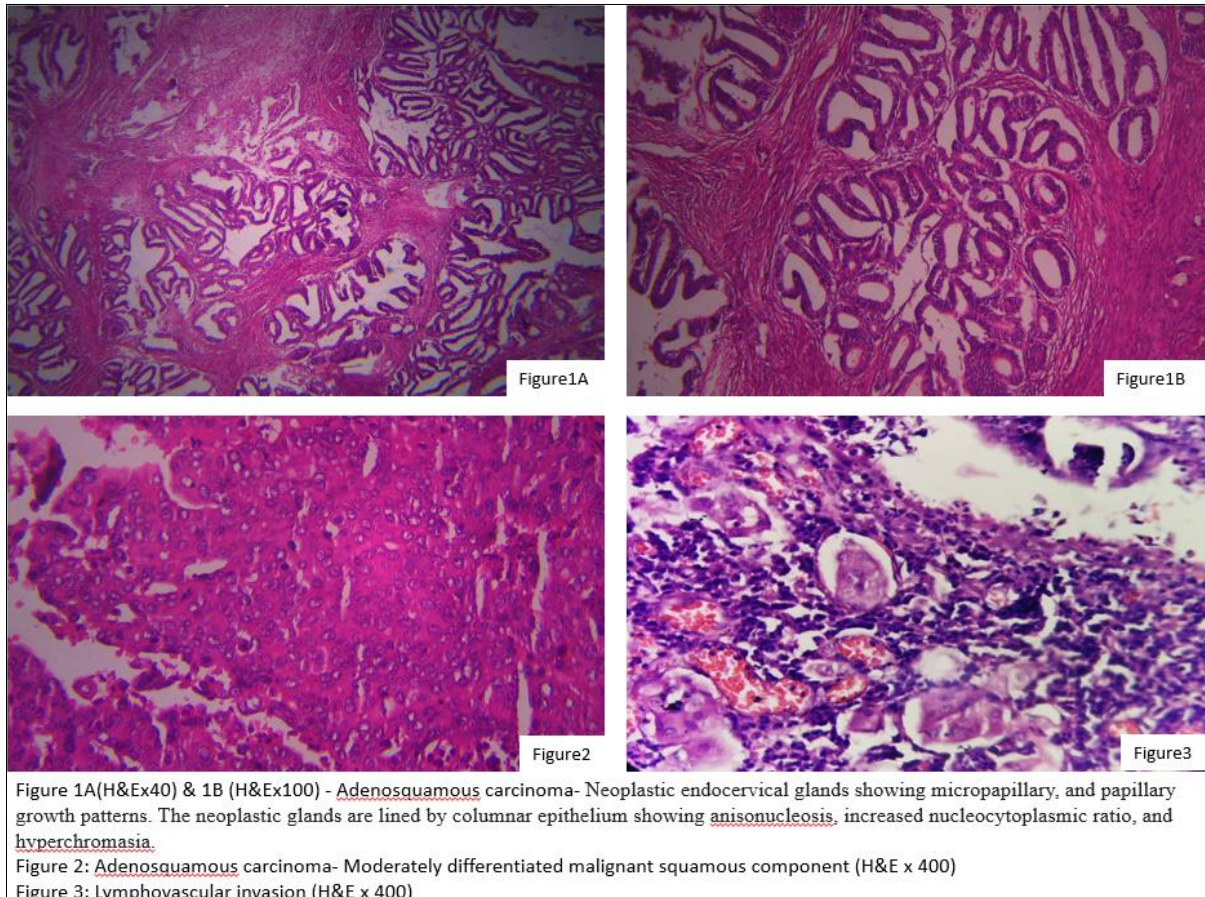 Figure1A
Figure1B
Figure2
Figure3
Figure 1A(H&Ex40) & 1B (H&Ex100) - Adenosquamous carcinoma- Neoplastic endocervical glands showing micropapillary, and papillary
growth patterns. The neoplastic glands are lined by columnar epithelium showing anisonucleosis, increased nucleocytoplasmic ratio, and
hyperchromasia.
Figure 2: Adenosquamous carcinoma- Moderately differentiated malignant squamous component (H&E x 400)
Figure 3: Lymphovascular invasion (H&E x 400)